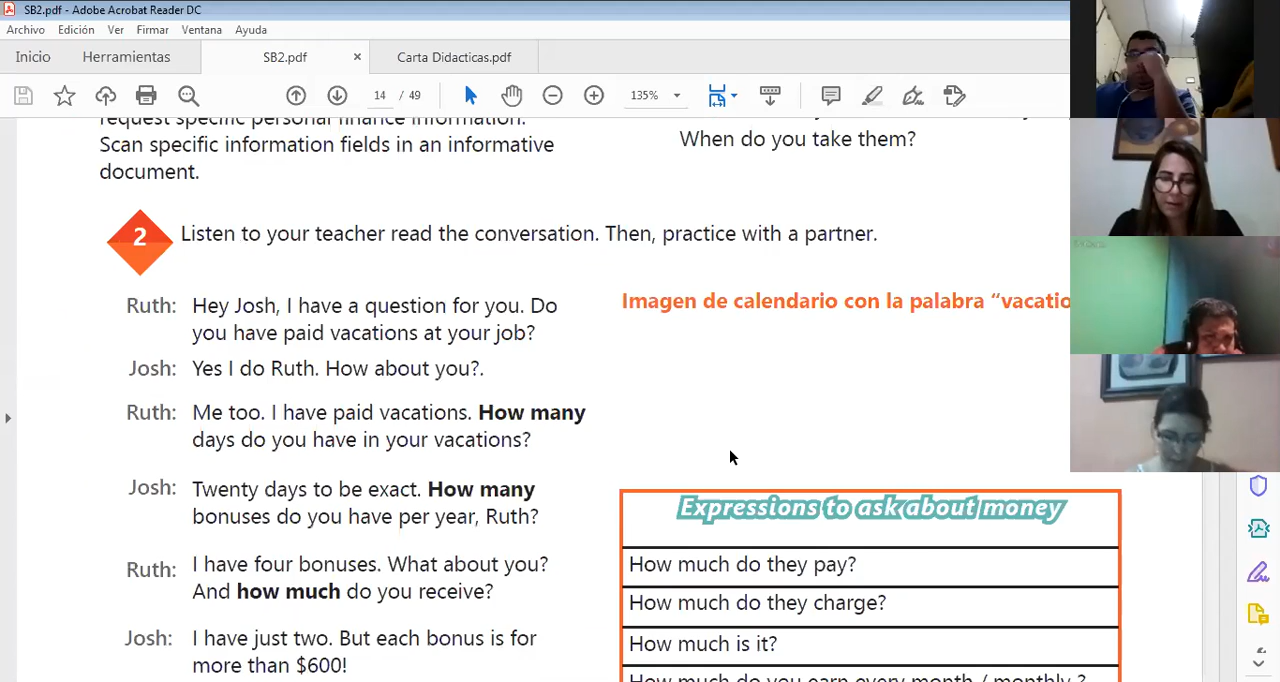 SB2.pdf - Adobe Acrobat Reader DC
Archivo Edición Ver Firmar Ventana Ayuda
Inicio Herramientas SB2.pdf × Carta Didacticas.pdf
14 / 49 135%
request specific personal finance information.
Scan specific information fields in an informative
document.
When do you take them?
2 Listen to your teacher read the conversation. Then, practice with a partner.
Ruth: Hey Josh, I have a question for you. Do
you have paid vacations at your job?
Josh: Yes I do Ruth. How about you?.
Ruth: Me too. I have paid vacations. How many
days do you have in your vacations?
Josh: Twenty days to be exact. How many
bonuses do you have per year, Ruth?
Ruth: I have four bonuses. What about you?
And how much do you receive?
Josh: I have just two. But each bonus is for
more than $600!
Imagen de calendario con la palabra “vacatio
Expressions to ask about money
How much do they pay?
How much do they charge?
How much is it?
How much do you earn every month / monthly ?